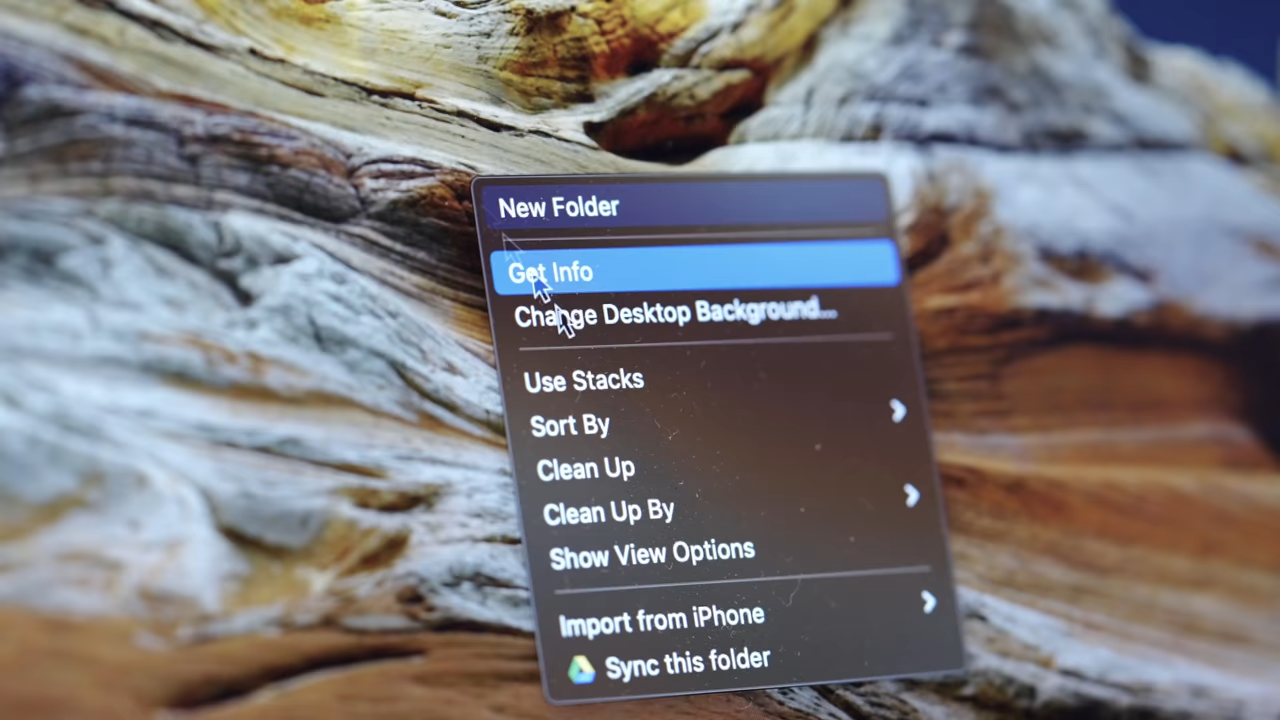 New Folder
Get Info
Change Desktop Background...
Use Stacks
Sort By
Clean Up
Clean Up By
Show View Options
Import from iPhone
Sync this folder